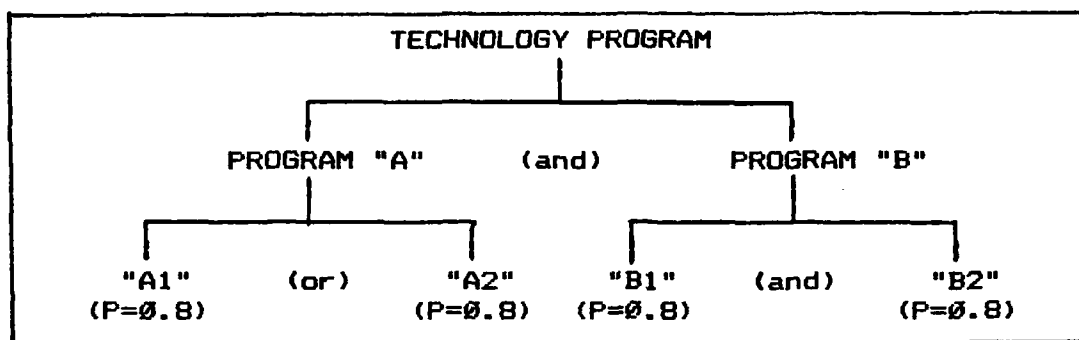 TECHNOLOGY PROGRAM
PROGRAM "A" (and) PROGRAM "B"
"A1" (or) "A2" "B1" (and) "B2"
(P=0.8) (P=0.8) (P=0.8) (P=0.8)